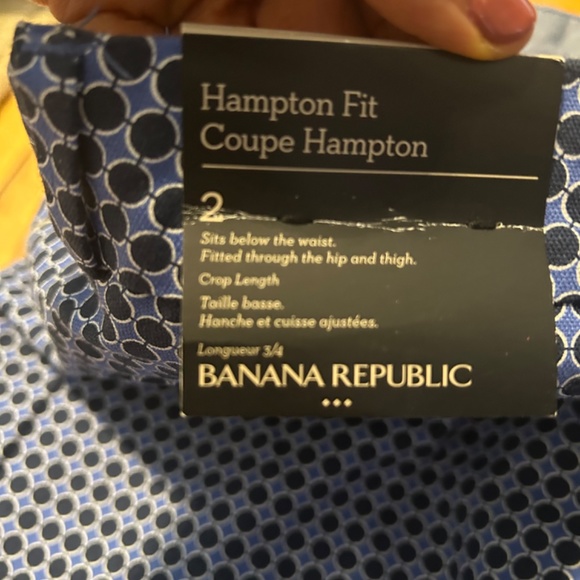 Hampton Fit
Coupe Hampton
2
Sits below the waist.
Fitted through the hip and thigh.
Crop Length
Taille basse.
Hanche et cuisse ajustées.
Longueur 3/4
BANANA REPUBLIC